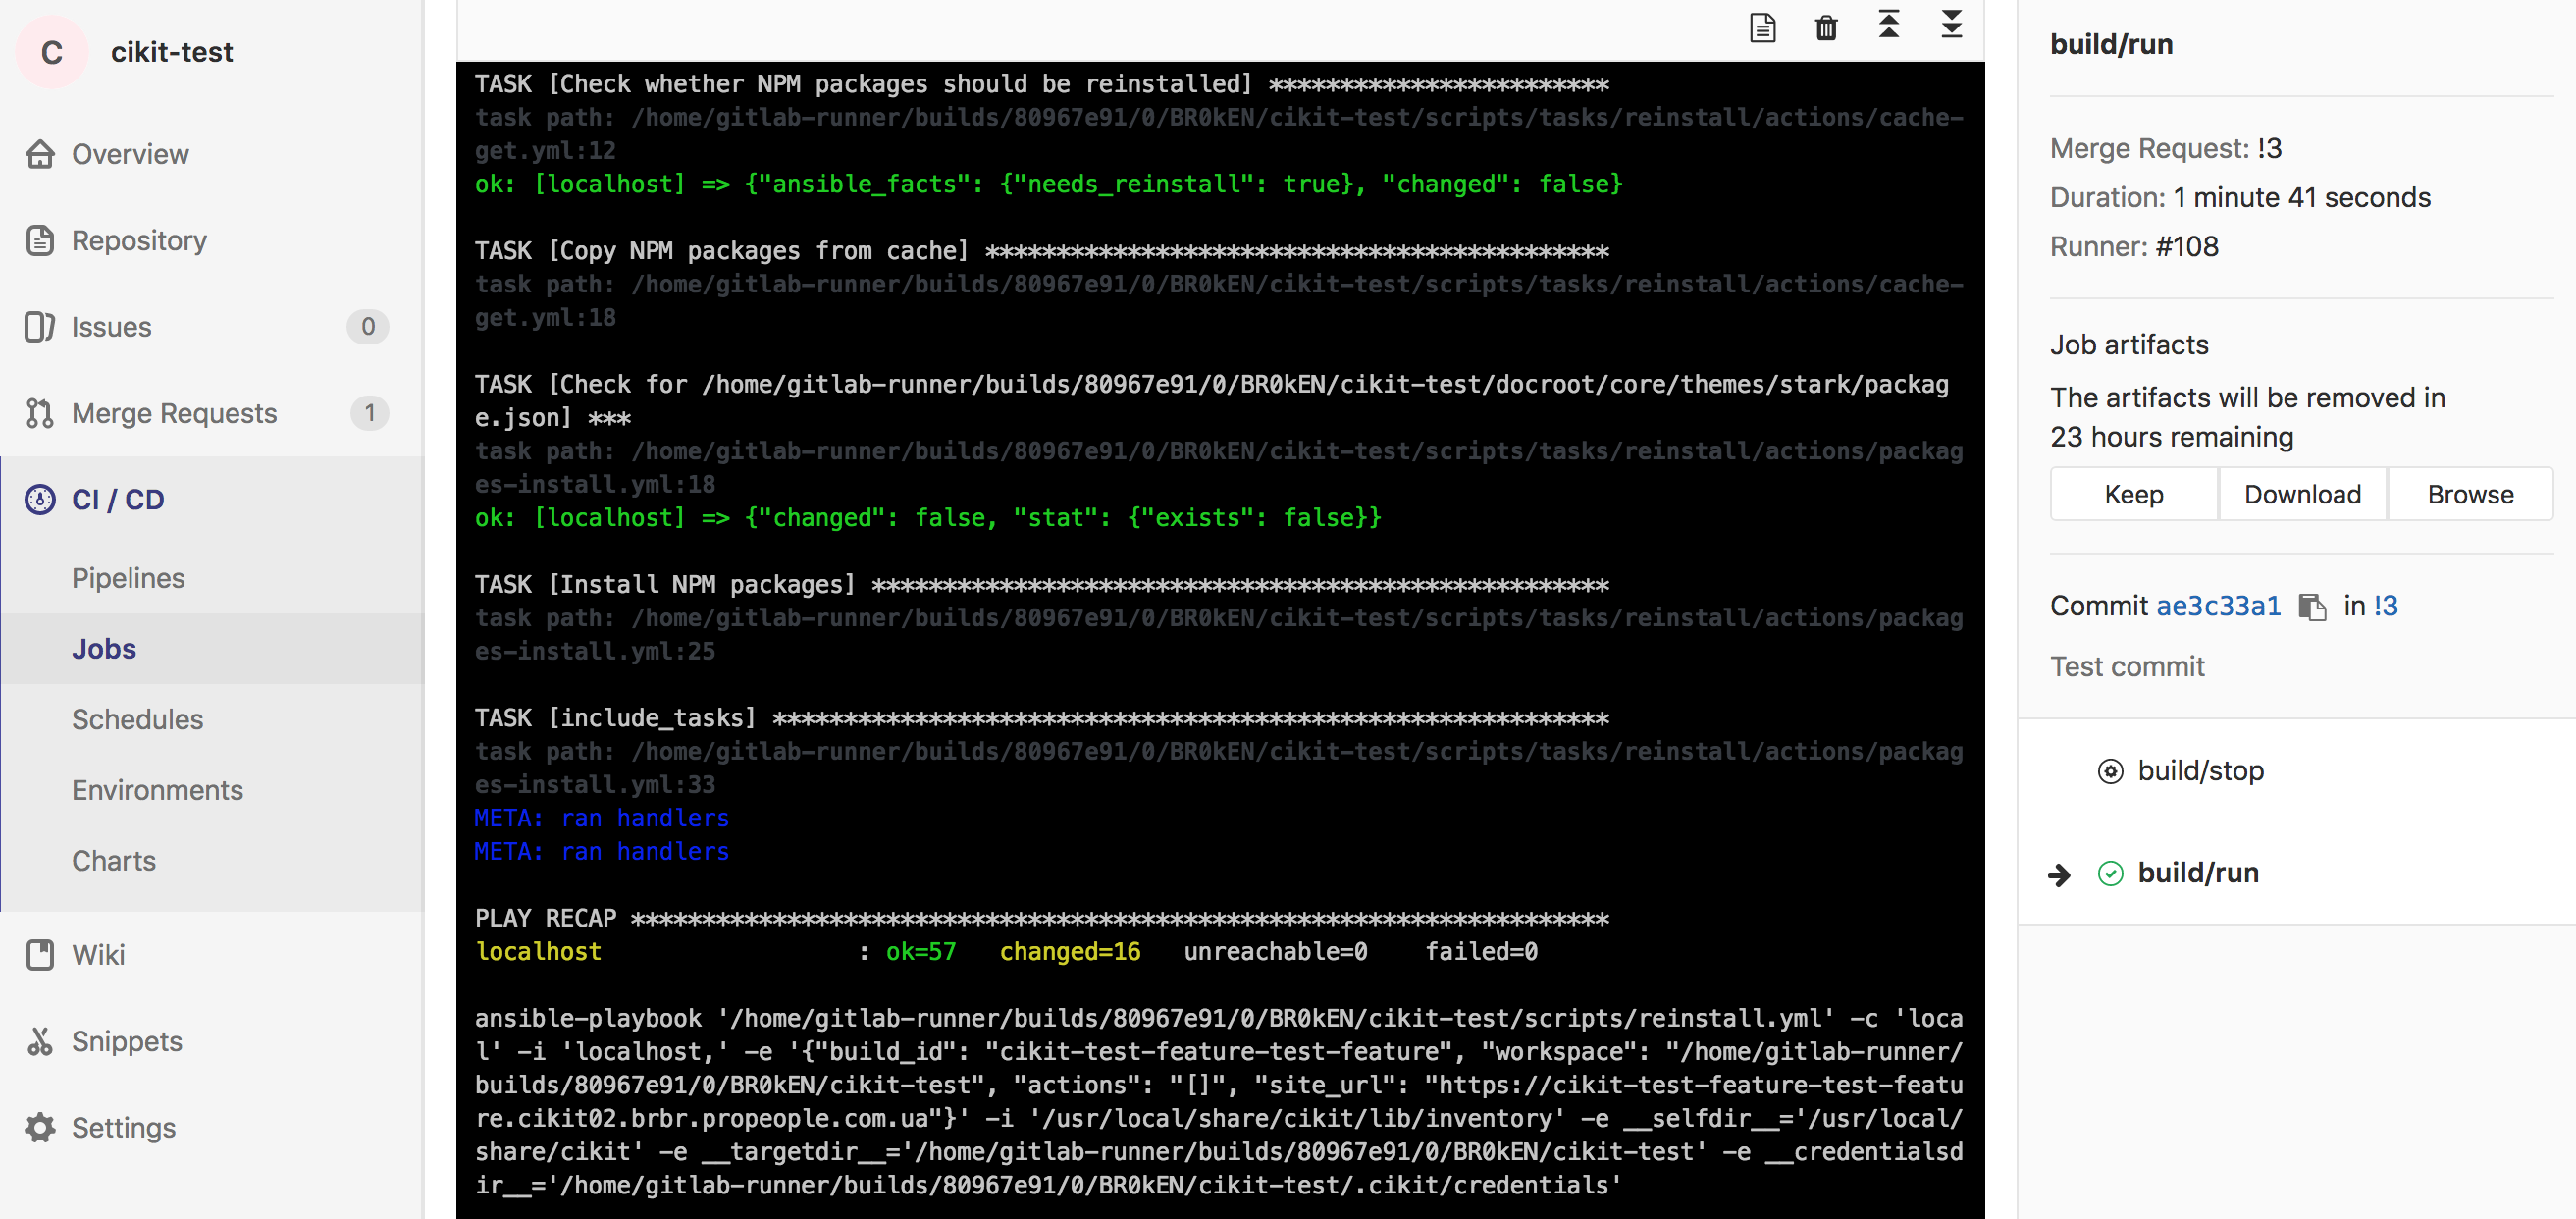 C
cikit-test
Overview
Repository
Issues 0
Merge Requests 1
CI / CD
Pipelines
Jobs
Schedules
Environments
Charts
Wiki
Snippets
Settings
TASK [Check whether NPM packages should be reinstalled] ************************
task path: /home/gitlab-runner/builds/80967e91/0/BR0kEN/cikit-test/scripts/tasks/reinstall/actions/cache-
get.yml:12
ok: [localhost] => {"ansible_facts": {"needs_reinstall": true}, "changed": false}
TASK [Copy NPM packages from cache] ********************************************
task path: /home/gitlab-runner/builds/80967e91/0/BR0kEN/cikit-test/scripts/tasks/reinstall/actions/cache-
get.yml:18
TASK [Check for /home/gitlab-runner/builds/80967e91/0/BR0kEN/cikit-test/docroot/core/themes/stark/packag
e.json] ***
task path: /home/gitlab-runner/builds/80967e91/0/BR0kEN/cikit-test/scripts/tasks/reinstall/actions/packag
es-install.yml:18
ok: [localhost] => {"changed": false, "stat": {"exists": false}}
TASK [Install NPM packages] ****************************************************
task path: /home/gitlab-runner/builds/80967e91/0/BR0kEN/cikit-test/scripts/tasks/reinstall/actions/packag
es-install.yml:25
TASK [include_tasks] ***********************************************************
task path: /home/gitlab-runner/builds/80967e91/0/BR0kEN/cikit-test/scripts/tasks/reinstall/actions/packag
es-install.yml:33
META: ran handlers
META: ran handlers
PLAY RECAP *********************************************************************
localhost : ok=57 changed=16 unreachable=0 failed=0
ansible-playbook '/home/gitlab-runner/builds/80967e91/0/BR0kEN/cikit-test/scripts/reinstall.yml' -c 'loca
l' -i 'localhost,' -e '{"build_id": "cikit-test-feature-test-feature", "workspace": "/home/gitlab-runner/
builds/80967e91/0/BR0kEN/cikit-test", "actions": "[]", "site_url": "https://cikit-test-feature-test-featu
re.cikit02.brbr.propeople.com.ua"}' -i '/usr/local/share/cikit/lib/inventory' -e __selfdir__='/usr/local/
share/cikit' -e __targetdir__='/home/gitlab-runner/builds/80967e91/0/BR0kEN/cikit-test' -e __credentialsd
ir__='/home/gitlab-runner/builds/80967e91/0/BR0kEN/cikit-test/.cikit/credentials'
build/run
Merge Request: !3
Duration: 1 minute 41 seconds
Runner: #108
Job artifacts
The artifacts will be removed in
23 hours remaining
Keep Download Browse
Commit ae3c33a1 in !3
Test commit
build/stop
build/run